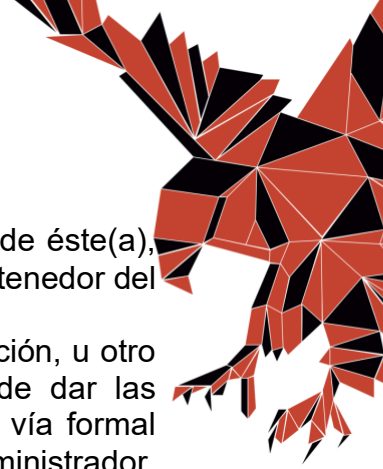 de éste(a),
tenedor del
ción, u otro
de dar las
vía formal
ministrador